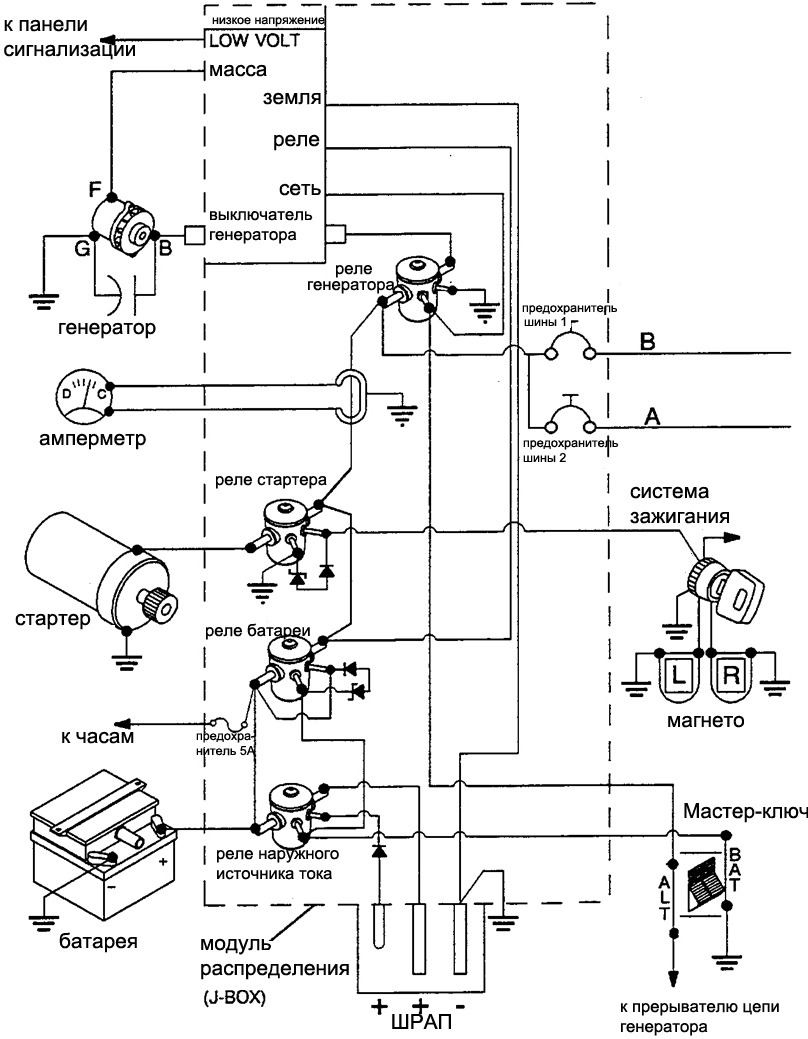 к панели
сигнализации
низкое напряжение
LOW VOLT
масса
земля
реле
сеть
F
выключатель
генератора
G
B
генератор
реле
генератора
предохранитель
шины 1
B
D
C
амперметр
A
предохранитель
шины 2
реле стартера
система
зажигания
стартер
реле батареи
L
R
магнето
к часам
предохра-
нитель 5А
Мастер-ключ
BAT
ALT
реле наружного
источника тока
-
+
батарея
модуль
распределения
(J-BOX)
+ + -
ШРАП
к прерывателю цепи
генератора